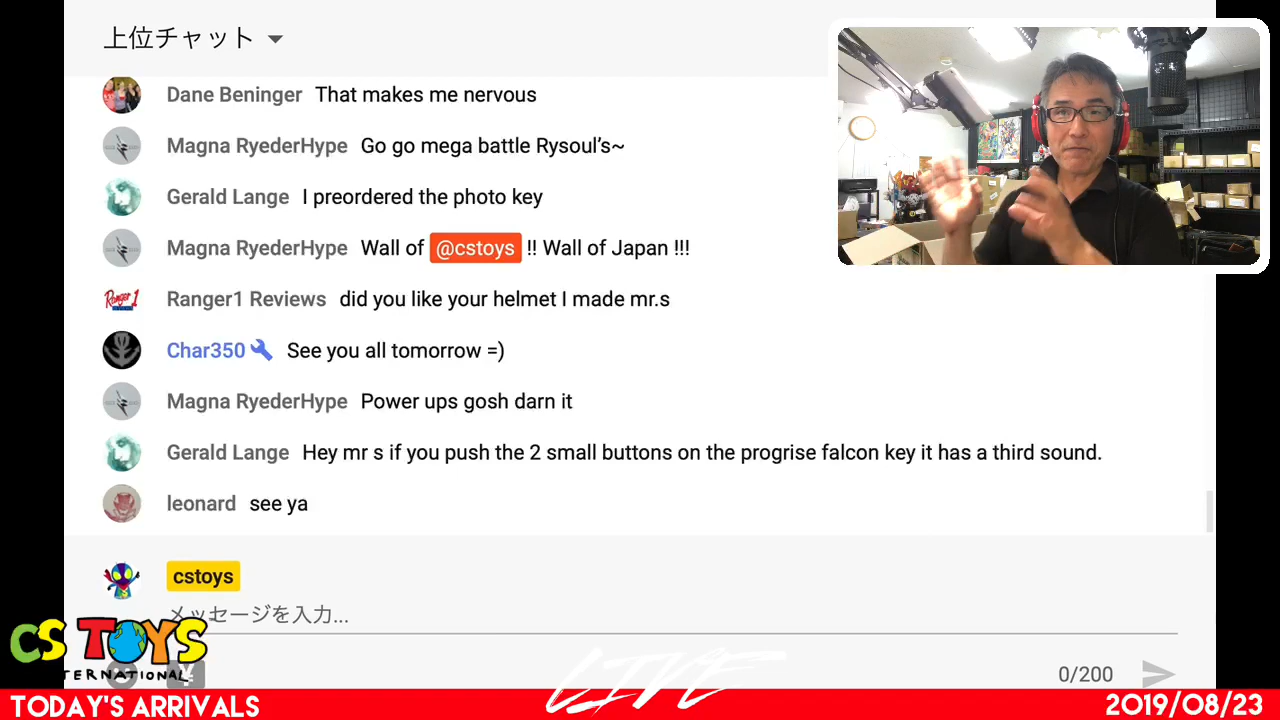 上位チャット
Dane Beninger That makes me nervous
Magna RyederHype Go go mega battle Rysoul’s~
Gerald Lange I preordered the photo key
Magna RyederHype Wall of @cstoys !! Wall of Japan !!!
Ranger1 Reviews did you like your helmet I made mr.s
Char350 See you all tomorrow =)
Magna RyederHype Power ups gosh darn it
Gerald Lange Hey mr s if you push the 2 small buttons on the progrise falcon key it has a third sound.
leonard see ya
cstoys
メッセージを入力...
CS TOYS
INTERNATIONAL
LIVE
0/200
TODAY'S ARRIVALS
2019/08/23